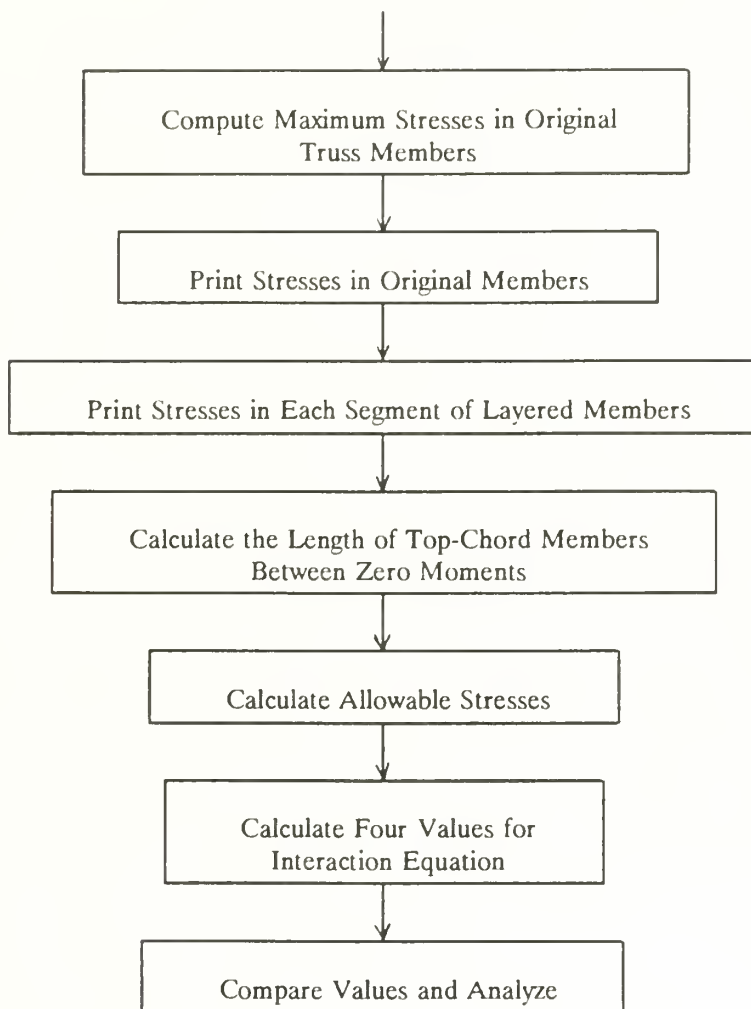 Compute Maximum Stresses in Original
Truss Members
Print Stresses in Original Members
Print Stresses in Each Segment of Layered Members
Calculate the Length of Top-Chord Members
Between Zero Moments
Calculate Allowable Stresses
Calculate Four Values for
Interaction Equation
Compare Values and Analyze